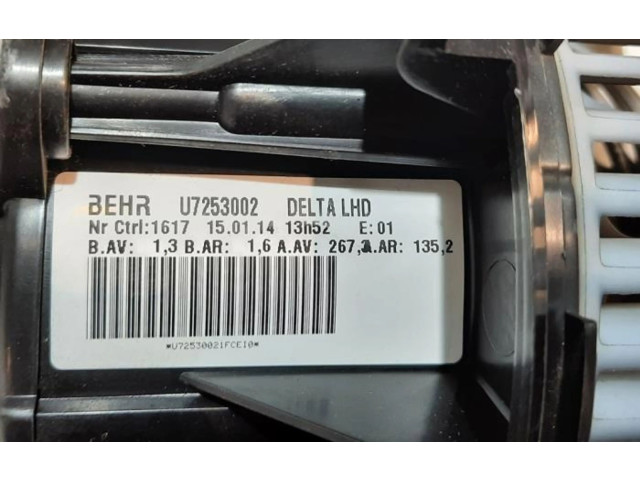 BEHR U7253002 DELTA LHD
Nr Ctrl:1617 15.01.14 13h52 E:01
B.AV: 1,3 B.AR: 1,6 A.AV: 267,3 A.AR: 135,2
*U72530021FCEI0*